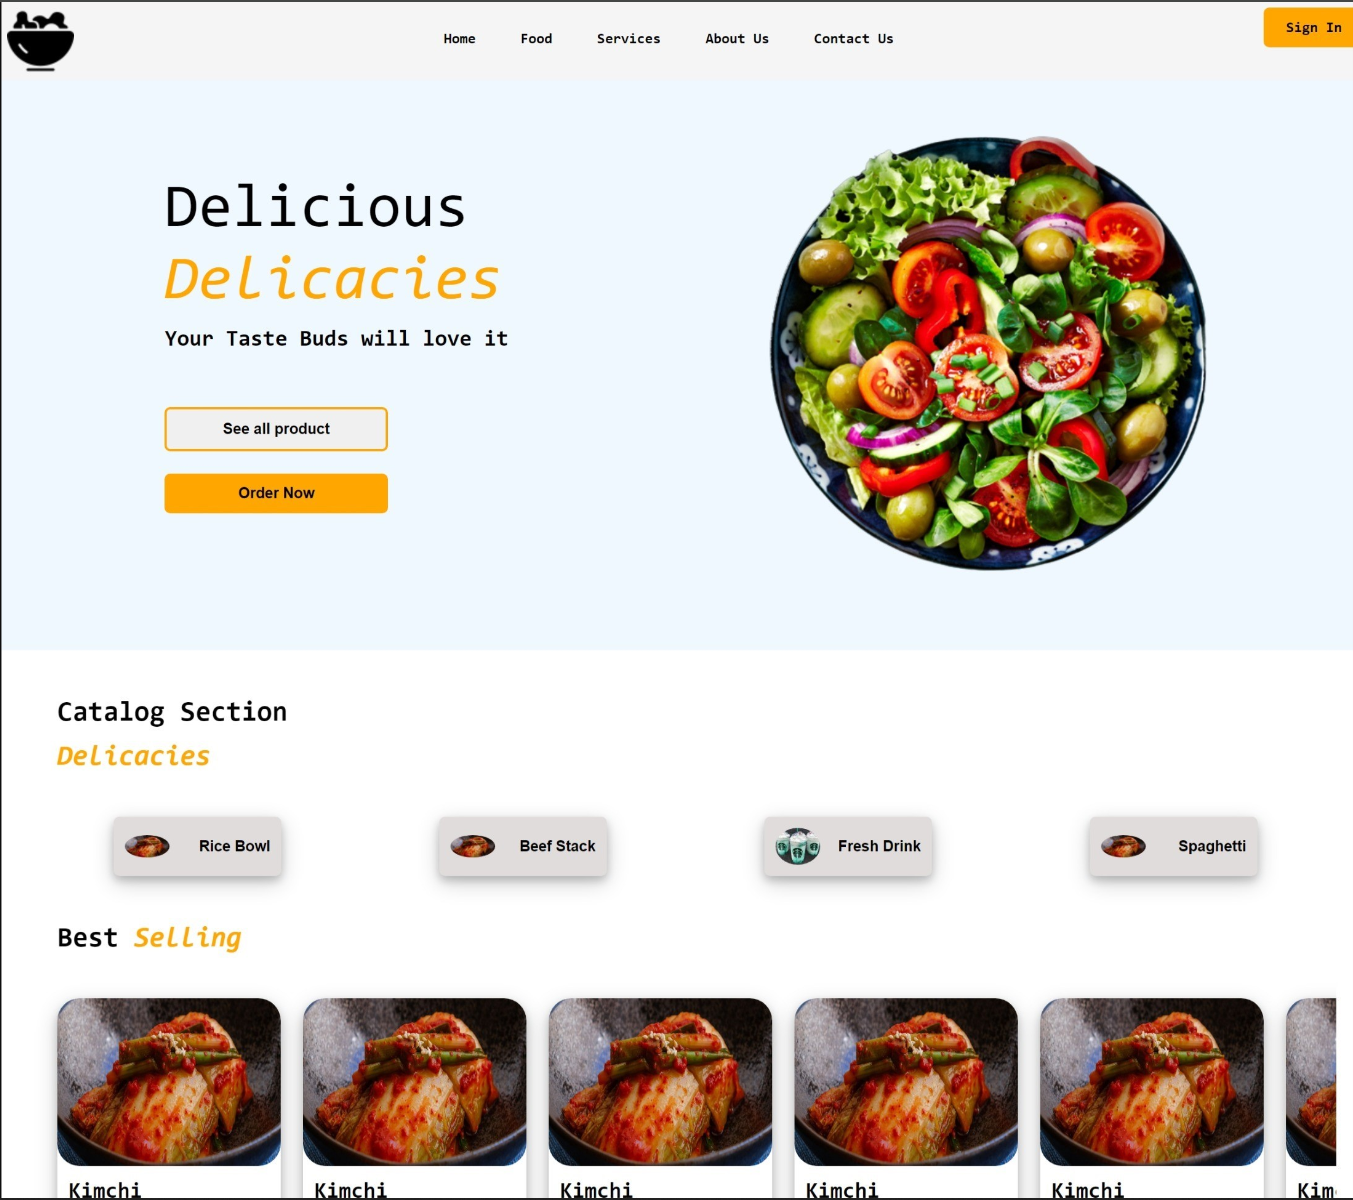 Home Food Services About Us Contact Us Sign In
Delicious
Delicacies
Your Taste Buds will love it
See all product
Order Now
Catalog Section
Delicacies
Rice Bowl Beef Stack Fresh Drink Spaghetti
Best Selling
Kimchi Kimchi Kimchi Kimchi Kimchi Kim